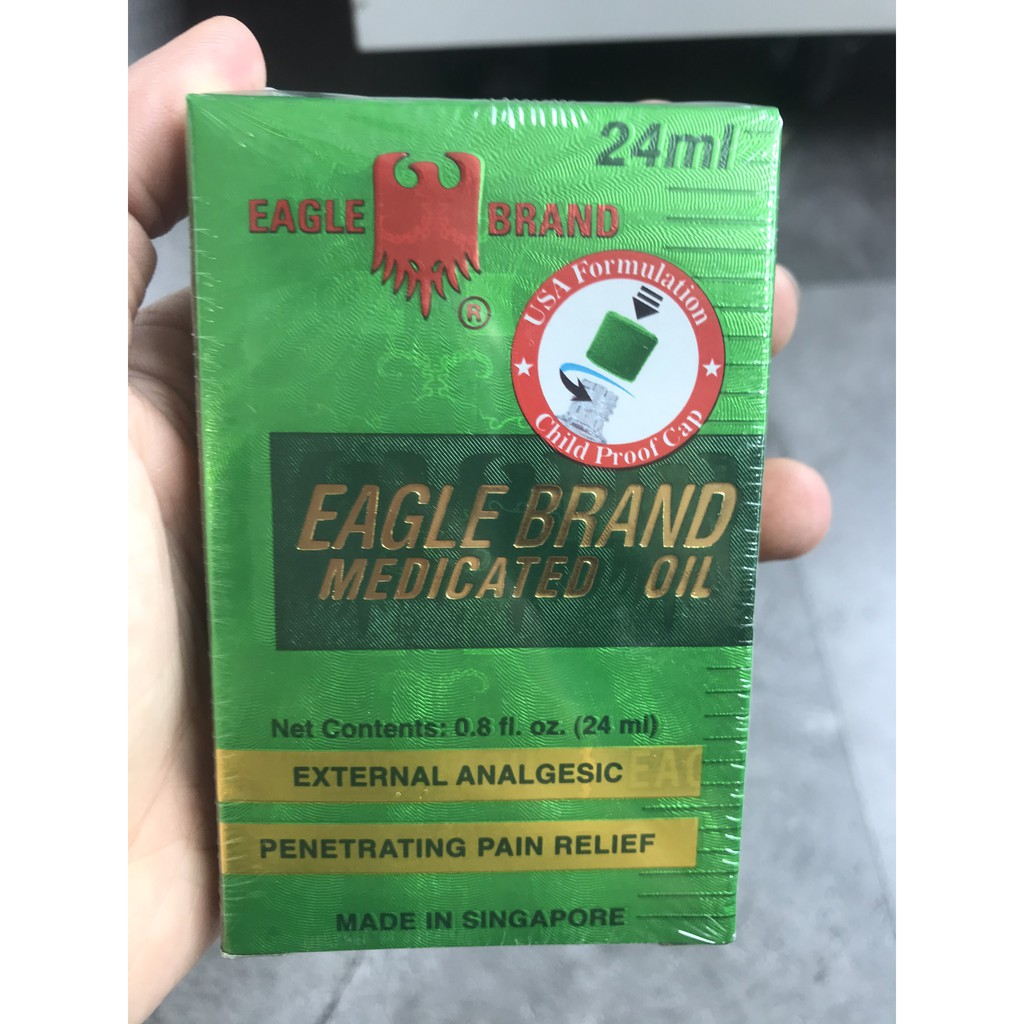 24ml
EAGLE BRAND
®
USA Formulation
Child Proof Cap
EAGLE BRAND
MEDICATED OIL
Net Contents: 0.8 fl. oz. (24 ml)
EXTERNAL ANALGESIC
PENETRATING PAIN RELIEF
MADE IN SINGAPORE